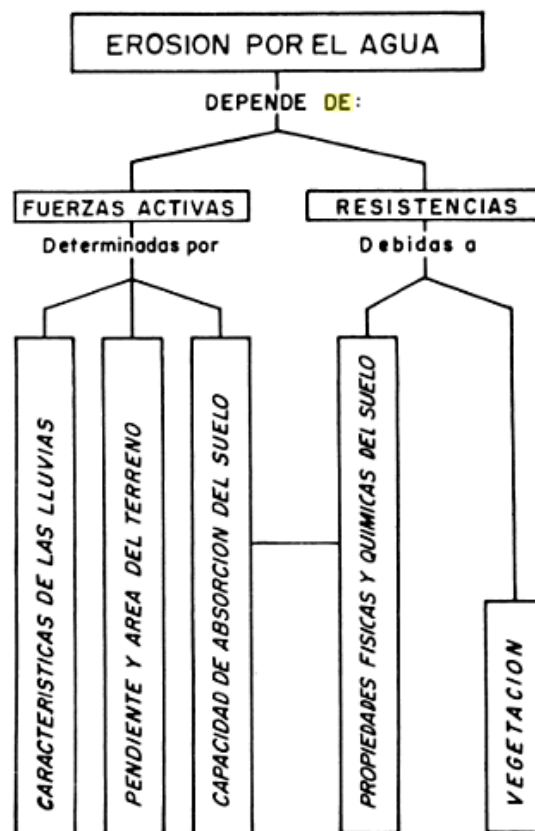 EROSION POR EL AGUA
DEPENDE DE:
FUERZAS ACTIVAS
RESISTENCIAS
Determinadas por
Debidas a
CARACTERISTICAS DE LAS LLUVIAS
PENDIENTE Y AREA DEL TERRENO
CAPACIDAD DE ABSORCION DEL SUELO
PROPIEDADES FISICAS Y QUIMICAS DEL SUELO
VEGETACION